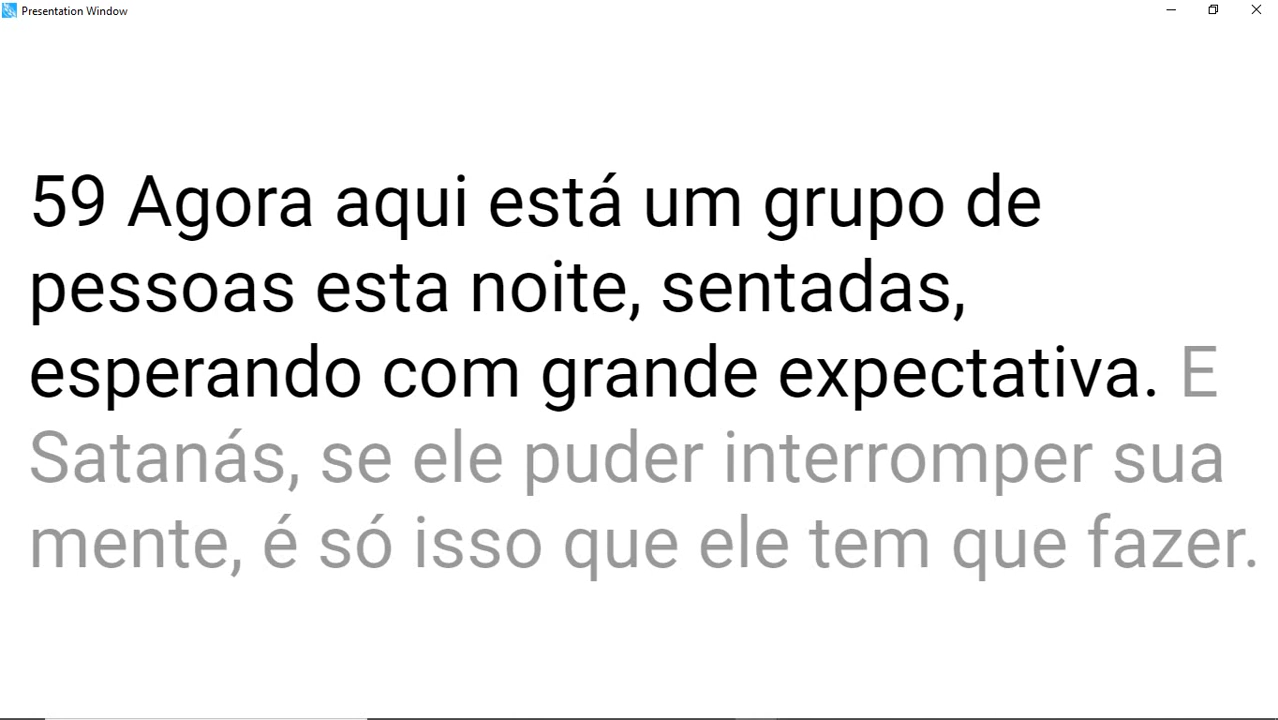 Presentation Window
59 Agora aqui está um grupo de
pessoas esta noite, sentadas,
esperando com grande expectativa. E
Satanás, se ele puder interromper sua
mente, é só isso que ele tem que fazer.